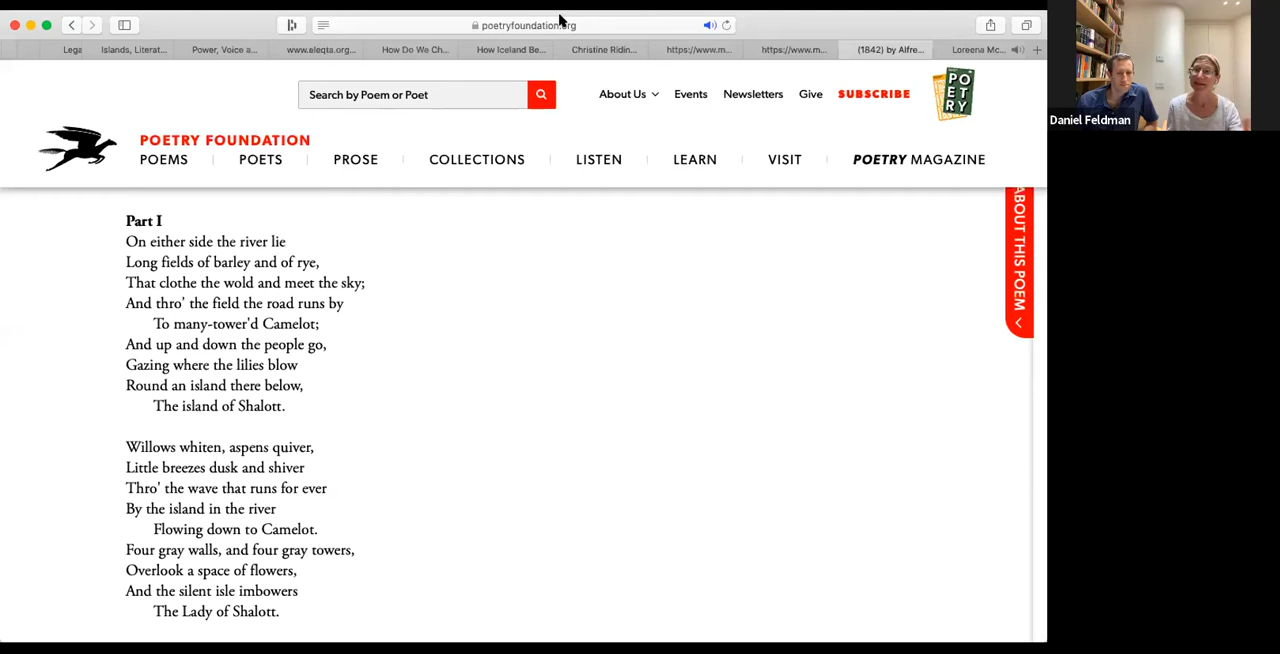 poetryfoundation.org
Lega
Islands, Literat...
Power, Voice a...
www.aleqta.org...
How Do We Ch...
How Iceland Be...
Christine Ridin...
https://www.m...
https://www.m...
(1842) by Alfre...
Loreena Mc...
Daniel Feldman
Search by Poem or Poet
About Us
Events
Newsletters
Give
SUBSCRIBE
POETRY
POETRY FOUNDATION
POEMS
POETS
PROSE
COLLECTIONS
LISTEN
LEARN
VISIT
POETRY MAGAZINE
ABOUT THIS POEM
Part I
On either side the river lie
Long fields of barley and of rye,
That clothe the wold and meet the sky;
And thro' the field the road runs by
To many-tower'd Camelot;
And up and down the people go,
Gazing where the lilies blow
Round an island there below,
The island of Shalott.
Willows whiten, aspens quiver,
Little breezes dusk and shiver
Thro' the wave that runs for ever
By the island in the river
Flowing down to Camelot.
Four gray walls, and four gray towers,
Overlook a space of flowers,
And the silent isle imbowers
The Lady of Shalott.